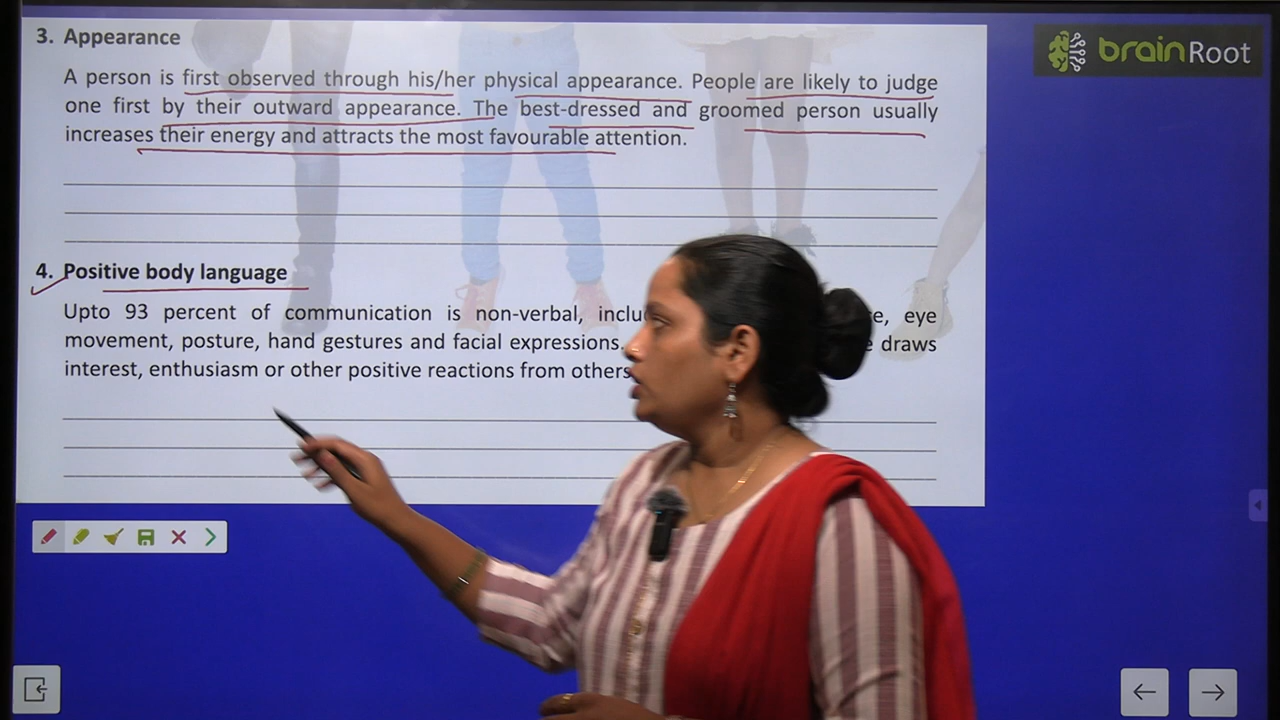 3. Appearance
A person is first observed through his/her physical appearance. People are likely to judge
one first by their outward appearance. The best-dressed and groomed person usually
increases their energy and attracts the most favourable attention.
4. Positive body language
Upto 93 percent of communication is non-verbal, eye
movement, posture, hand gestures and facial expressions. draws
interest, enthusiasm or other positive reactions from others
brainRoot